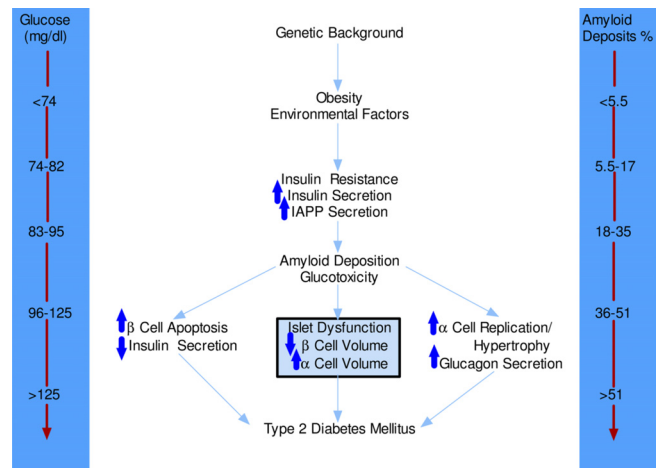 Glucose
(mg/dl)
<74
74-82
83-95
96-125
>125
Genetic Background
Obesity
Environmental Factors
Insulin Resistance
Insulin Secretion
IAPP Secretion
Amyloid Deposition
Glucotoxicity
β Cell Apoptosis
Insulin Secretion
Islet Dysfunction
β Cell Volume
α Cell Volume
α Cell Replication/
Hypertrophy
Glucagon Secretion
Type 2 Diabetes Mellitus
Amyloid
Deposits %
<5.5
5.5-17
18-35
36-51
>51